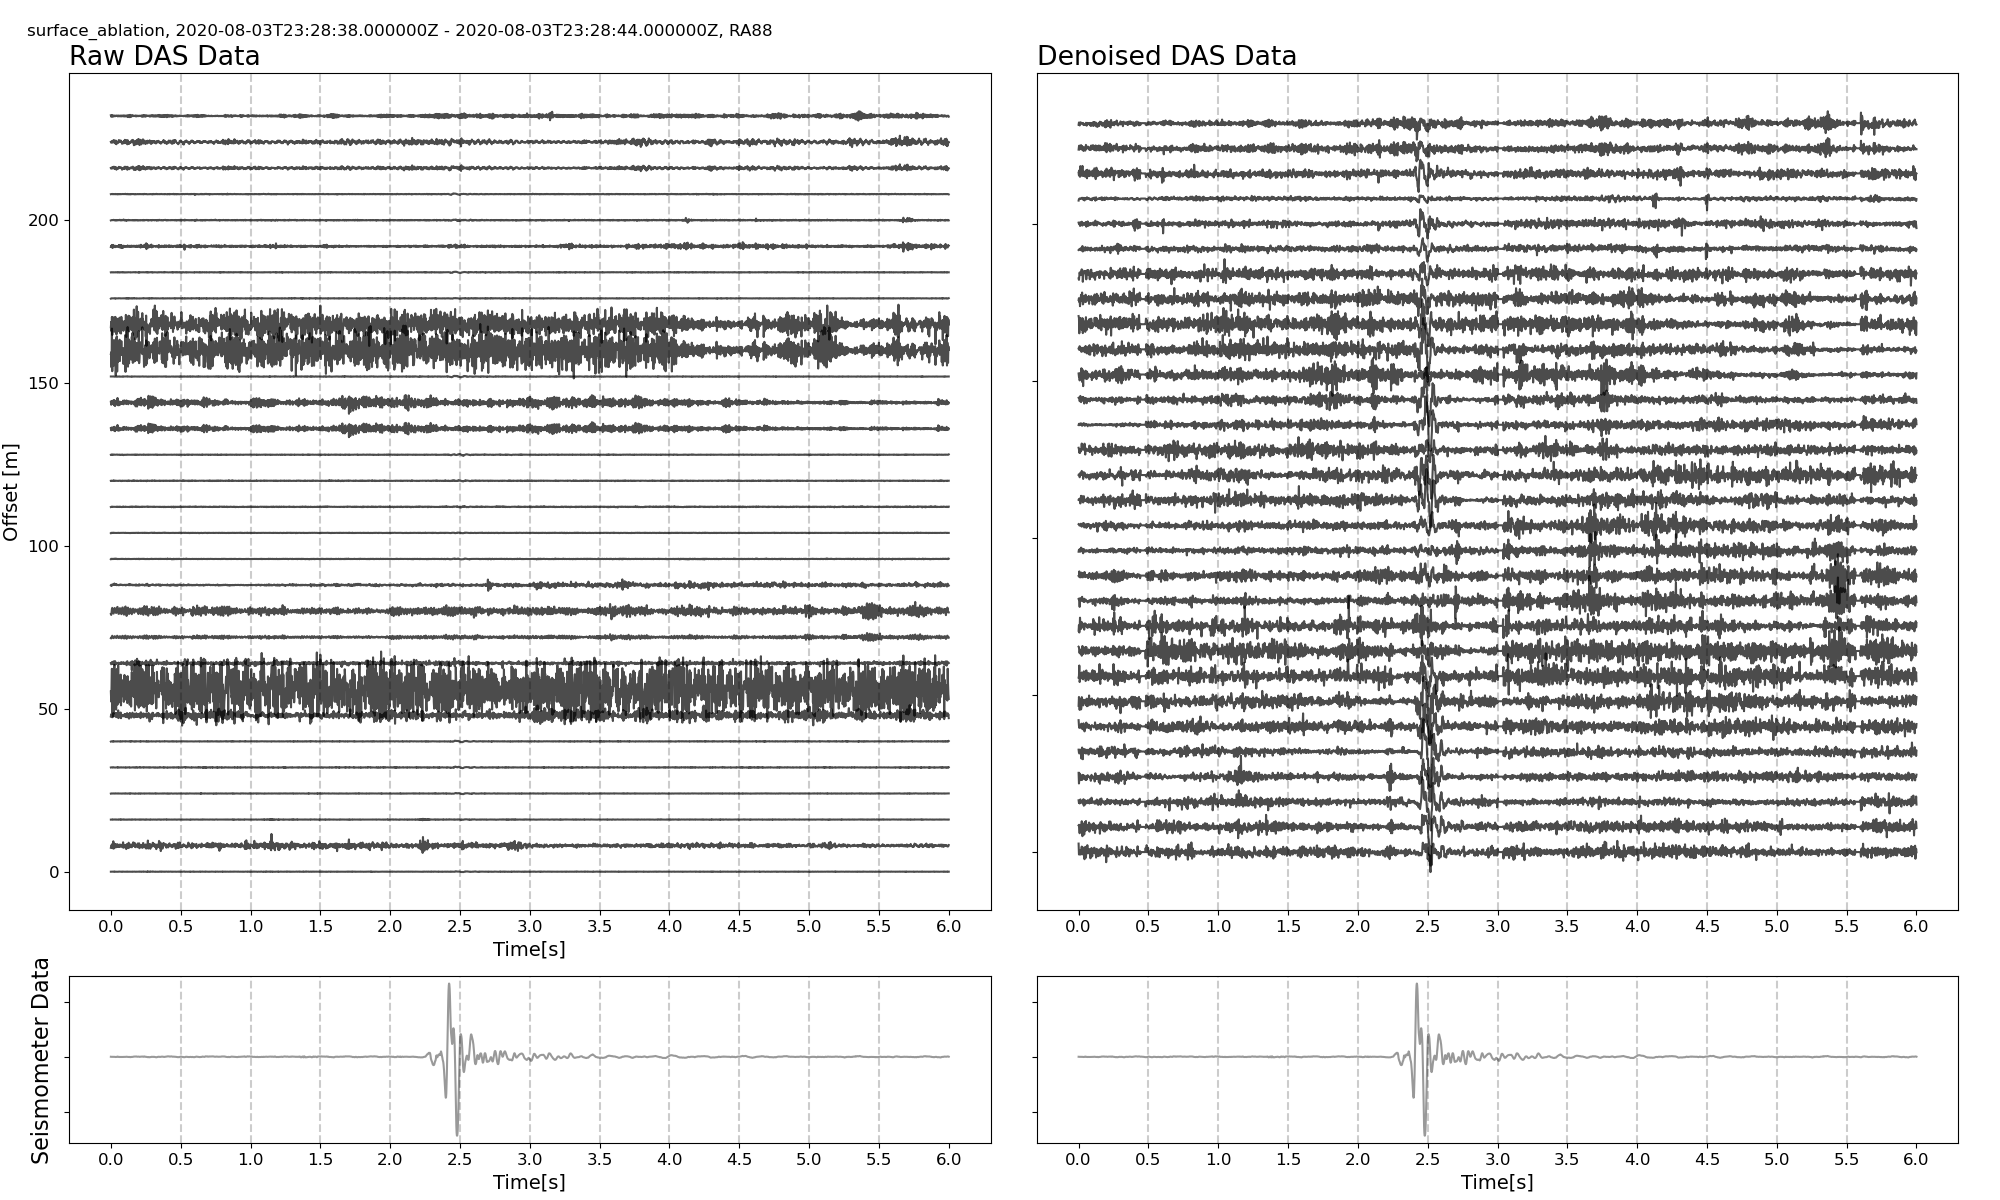 surface_ablation, 2020-08-03T23:28:38.000000Z - 2020-08-03T23:28:44.000000Z, RA88
Raw DAS Data
Denoised DAS Data
Offset [m]
200
150
100
50
0
0.0 0.5 1.0 1.5 2.0 2.5 3.0 3.5 4.0 4.5 5.0 5.5 6.0
Time[s]
0.0 0.5 1.0 1.5 2.0 2.5 3.0 3.5 4.0 4.5 5.0 5.5 6.0
Seismometer Data
0.0 0.5 1.0 1.5 2.0 2.5 3.0 3.5 4.0 4.5 5.0 5.5 6.0
Time[s]
0.0 0.5 1.0 1.5 2.0 2.5 3.0 3.5 4.0 4.5 5.0 5.5 6.0
Time[s]